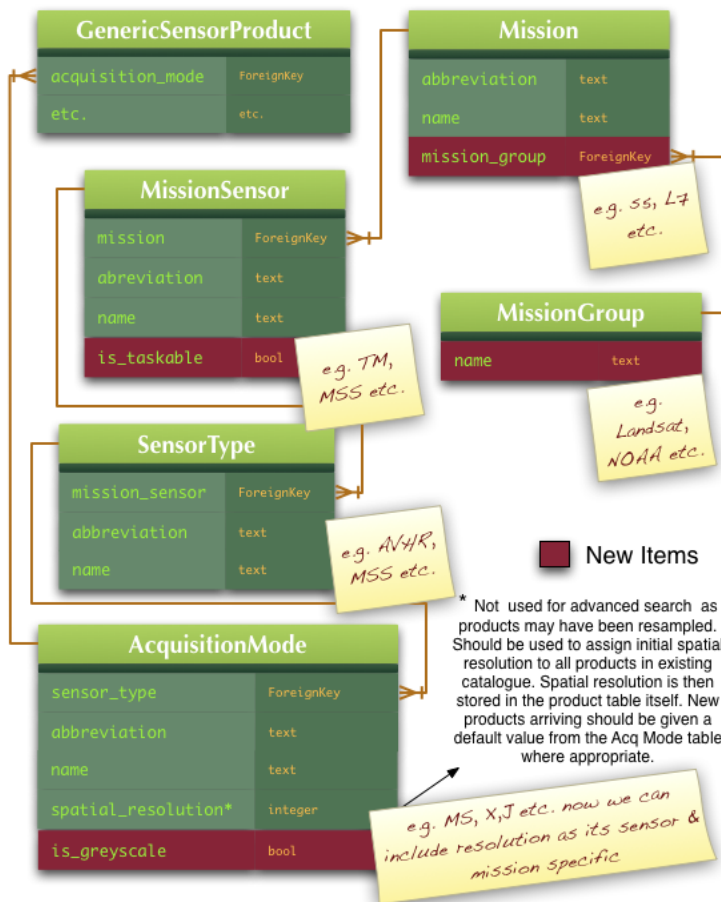 GenericSensorProduct
acquisition_mode ForeignKey
etc. etc.
Mission
abbreviation text
name text
mission_group ForeignKey
e.g. S5, L7
etc.
MissionSensor
mission ForeignKey
abreviation text
name text
is_taskable bool
e.g. TM,
MSS etc.
MissionGroup
name text
e.g.
Landsat,
NOAA etc.
SensorType
mission_sensor ForeignKey
abbreviation text
name text
e.g. AVHR,
MSS etc.
New Items
* Not used for advanced search as
products may have been resampled.
Should be used to assign initial spatial
resolution to all products in existing
catalogue. Spatial resolution is then
stored in the product table itself. New
products arriving should be given a
default value from the Acq Mode table
where appropriate.
AcquisitionMode
sensor_type ForeignKey
abbreviation text
name text
spatial_resolution* integer
is_greyscale bool
e.g. MS, X,J etc. now we can
include resolution as its sensor &
mission specific